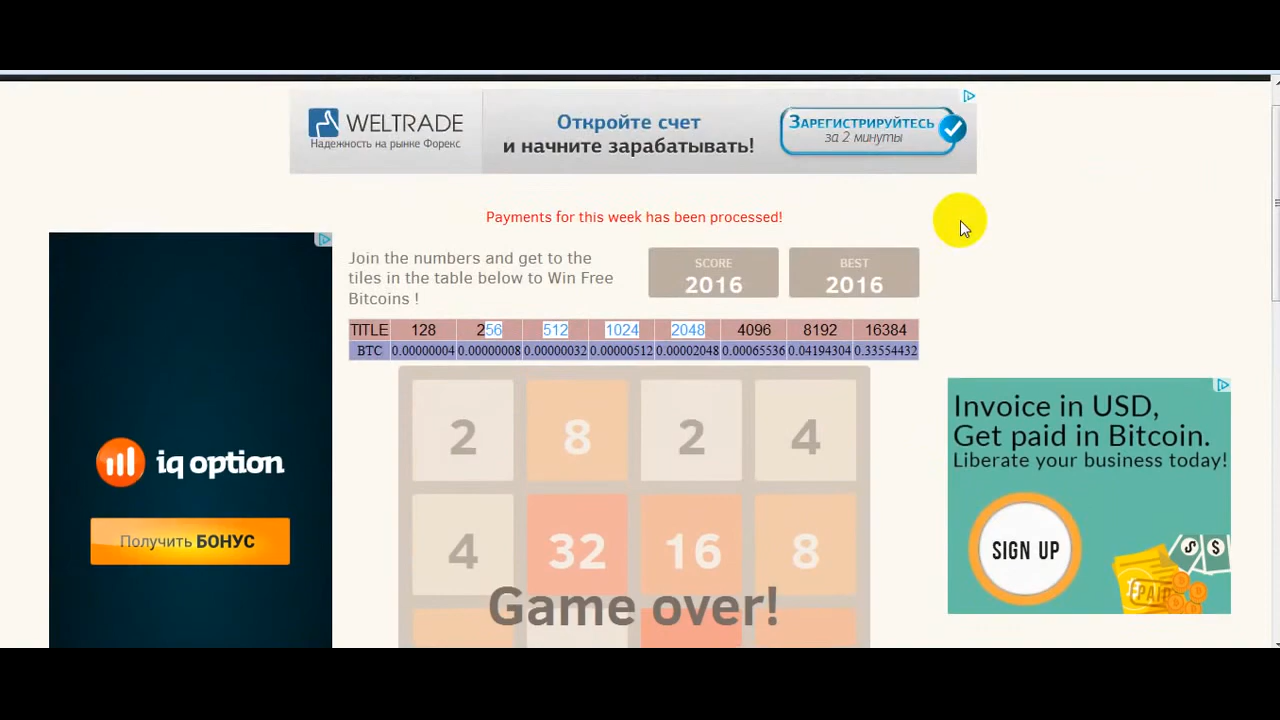 WELTRADE
Надежность на рынке Форекс
Откройте счет
и начните зарабатывать!
ЗАРЕГИСТРИРУЙТЕСЬ
за 2 минуты
Payments for this week has been processed!
Join the numbers and get to the
tiles in the table below to Win Free
Bitcoins !
SCORE
2016
BEST
2016
TITLE 128 256 512 1024 2048 4096 8192 16384
BTC 0.00000004 0.00000008 0.00000032 0.00000512 0.00002048 0.00065536 0.04194304 0.33554432
2 8 2 4
4 32 16 8
Game over!
iq option
Получить БОНУС
Invoice in USD,
Get paid in Bitcoin.
Liberate your business today!
SIGN UP
$ $
PAID